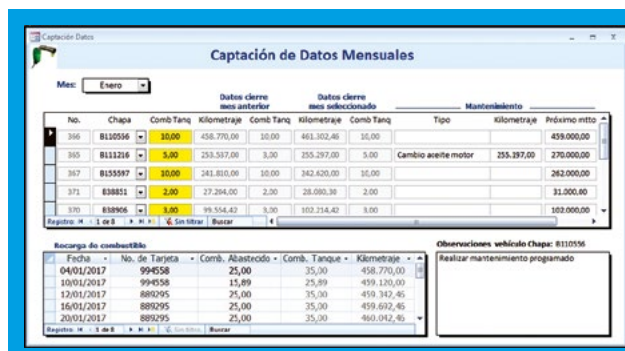 Captación Datos
Captación de Datos Mensuales
Mes: Enero
Datos cierre mes anterior Datos cierre mes seleccionado Mantenimiento
No. Chapa Comb Tanq Kilometraje Comb Tanq Kilometraje Comb Tanq Tipo Kilometraje Próximo mtto
366 B110556 10,00 458.770,00 10,00 461.302,46 10,00 459.000,00
365 B111216 5,00 253.537,00 3,00 255.297,00 5,00 Cambio aceite motor 255.197,00 270.000,00
367 B155597 10,00 241.810,00 10,00 242.620,00 10,00 262.000,00
371 B38851 2,00 27.264,00 2,00 28.080,38 2,00 31.000,00
370 B38906 3,00 99.554,42 3,00 102.214,42 3,00 102.000,00
Registro: 1 de 8 Sin filtrar Buscar
Recarga de combustible
Observaciones vehículo Chapa: B110556
Fecha No. de Tarjeta Comb. Abastecido Comb. Tanque Kilometraje
Realizar mantenimiento programado
04/01/2017 994558 25,00 35,00 458.770,00
10/01/2017 994558 15,89 25,89 459.120,00
12/01/2017 889295 25,00 35,00 459.342,46
16/01/2017 889295 25,00 35,00 459.692,46
20/01/2017 889295 25,00 35,00 460.042,46
Registro: 1 de 8 Sin filtrar Buscar